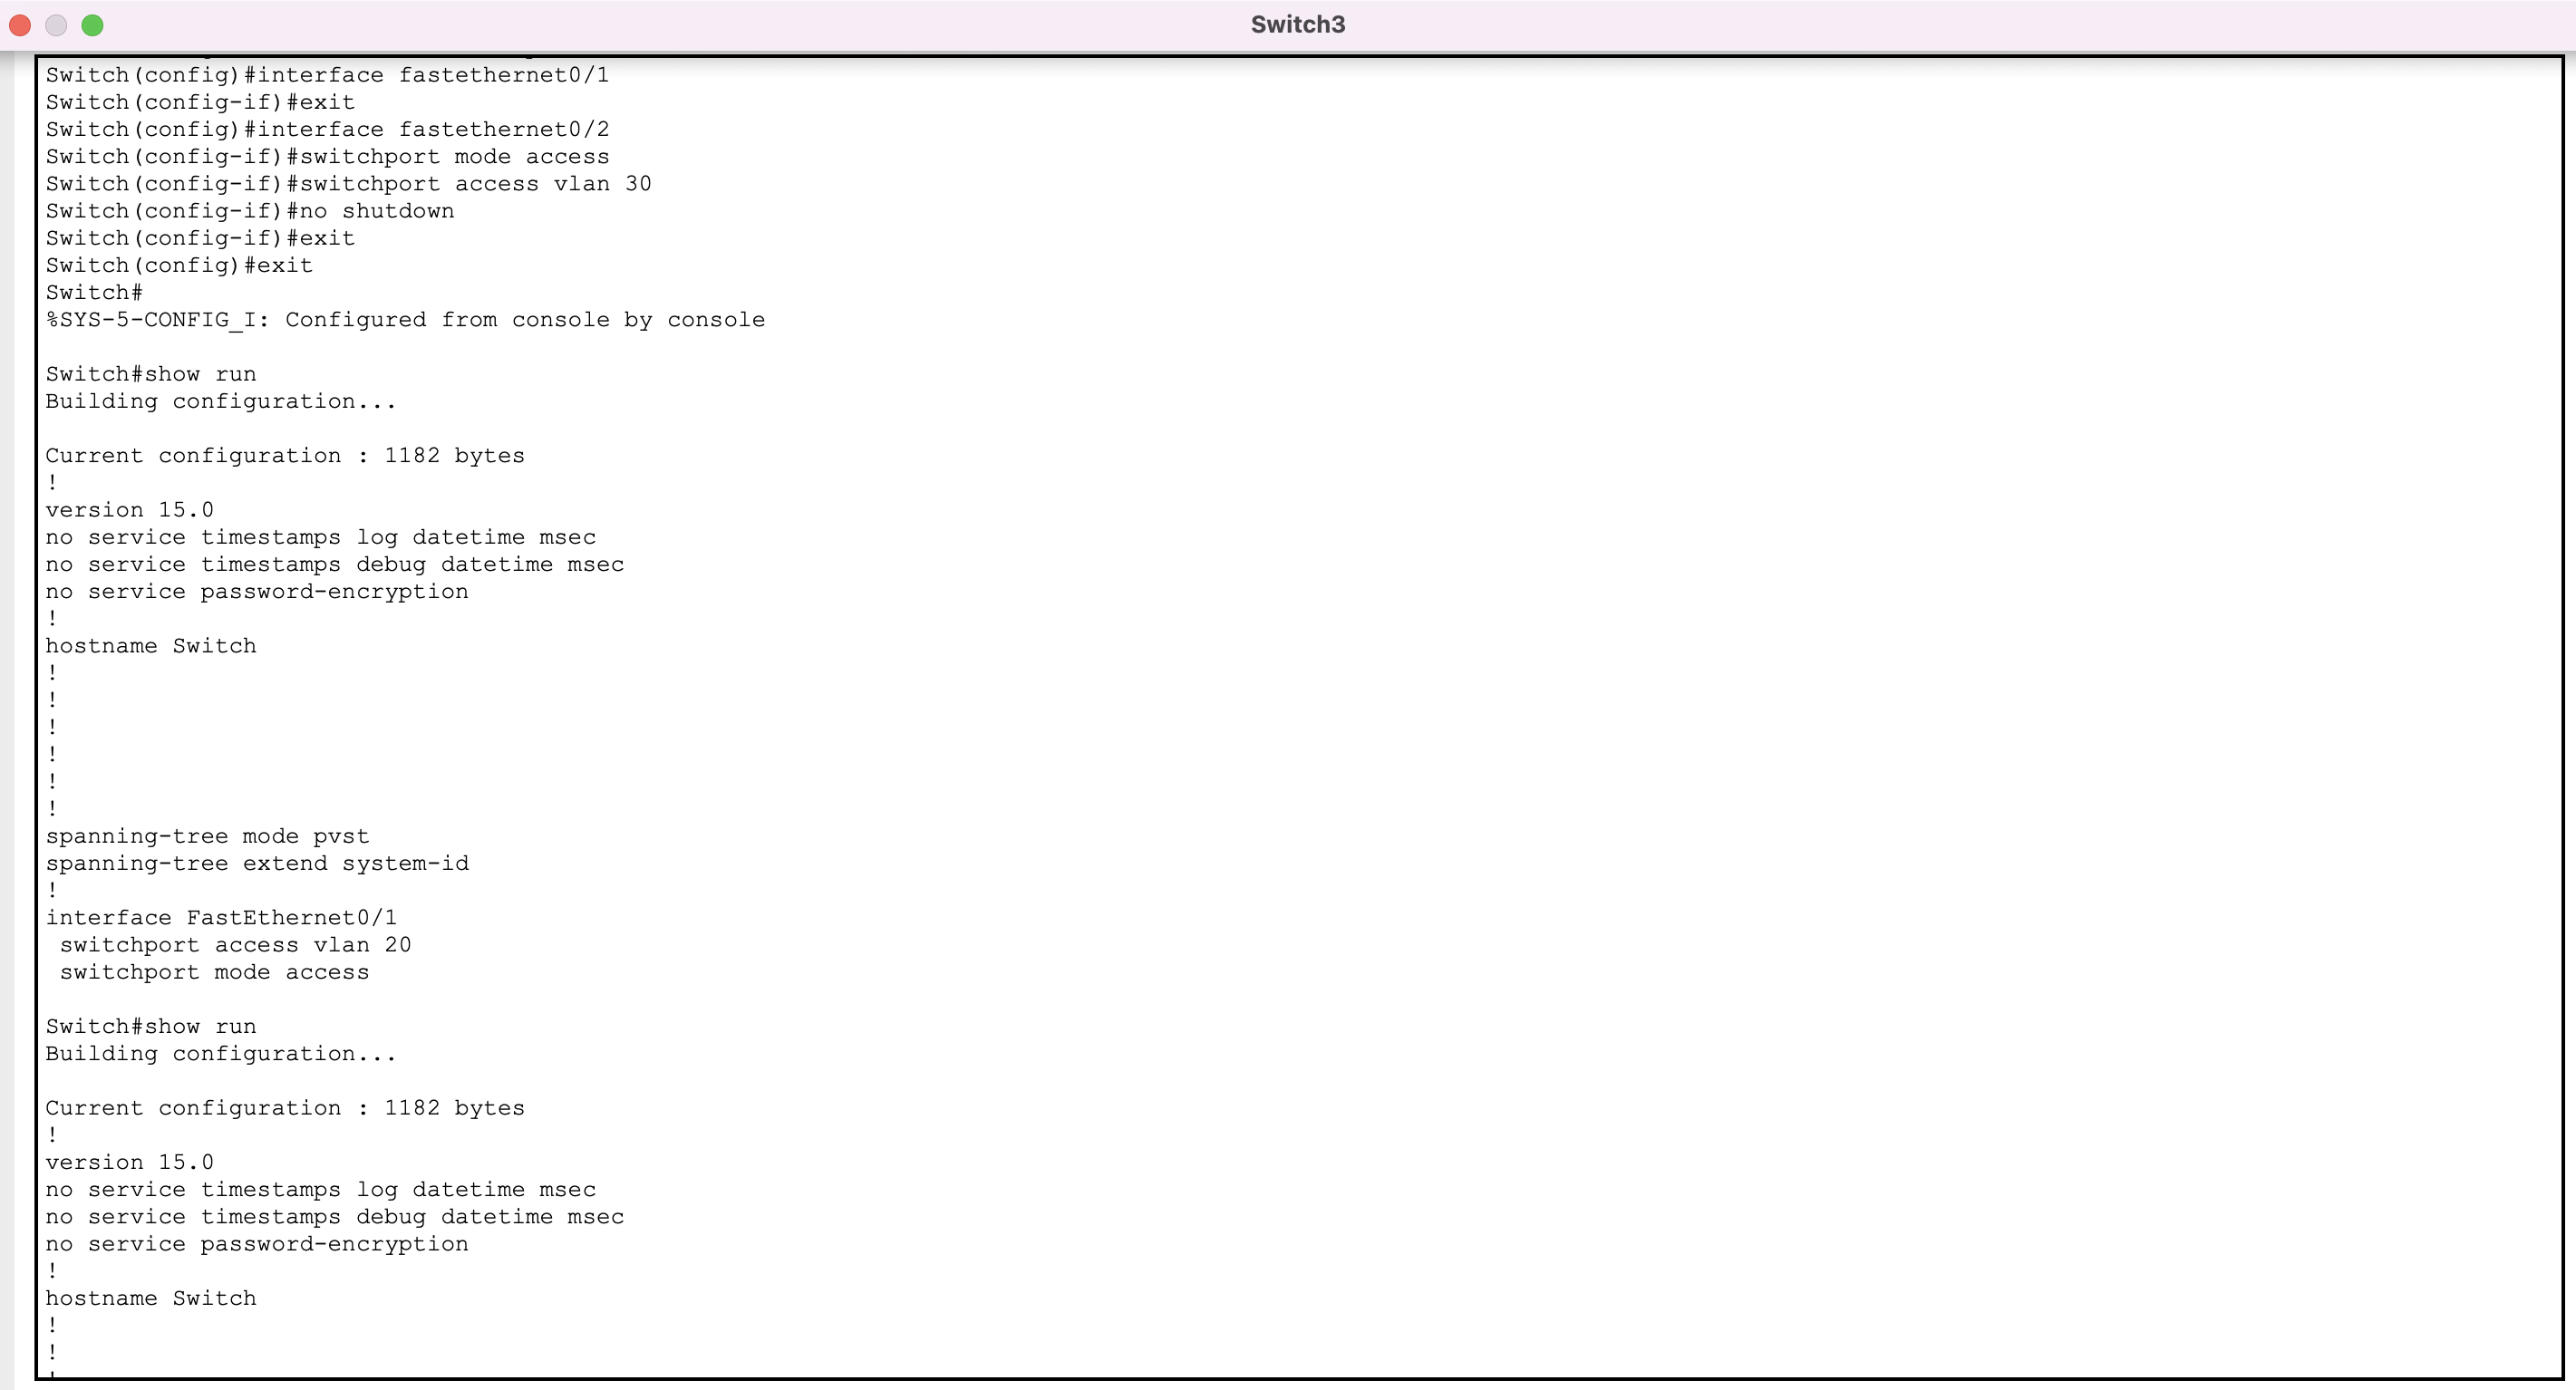 Switch3
Switch(config)#interface fastethernet0/1
Switch(config-if)#exit
Switch(config)#interface fastethernet0/2
Switch(config-if)#switchport mode access
Switch(config-if)#switchport access vlan 30
Switch(config-if)#no shutdown
Switch(config-if)#exit
Switch(config)#exit
Switch#
%SYS-5-CONFIG_I: Configured from console by console
Switch#show run
Building configuration...
Current configuration : 1182 bytes
!
version 15.0
no service timestamps log datetime msec
no service timestamps debug datetime msec
no service password-encryption
!
hostname Switch
!
!
!
!
!
!
spanning-tree mode pvst
spanning-tree extend system-id
!
interface FastEthernet0/1
 switchport access vlan 20
 switchport mode access
Switch#show run
Building configuration...
Current configuration : 1182 bytes
!
version 15.0
no service timestamps log datetime msec
no service timestamps debug datetime msec
no service password-encryption
!
hostname Switch
!
!
!